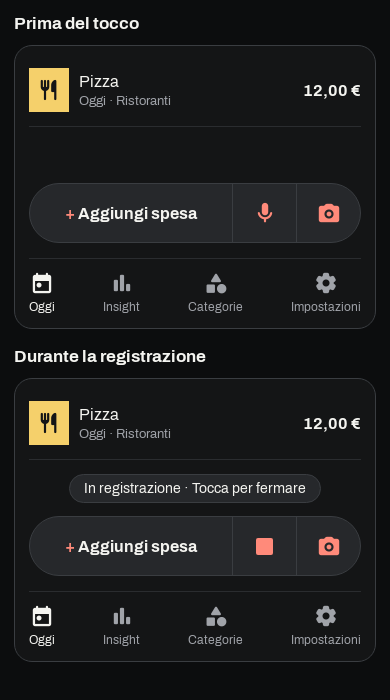 Prima del tocco
Pizza
Oggi · Ristoranti
12,00 €
+ Aggiungi spesa
Oggi
Insight
Categorie
Impostazioni
Durante la registrazione
Pizza
Oggi · Ristoranti
12,00 €
In registrazione · Tocca per fermare
+ Aggiungi spesa
Oggi
Insight
Categorie
Impostazioni